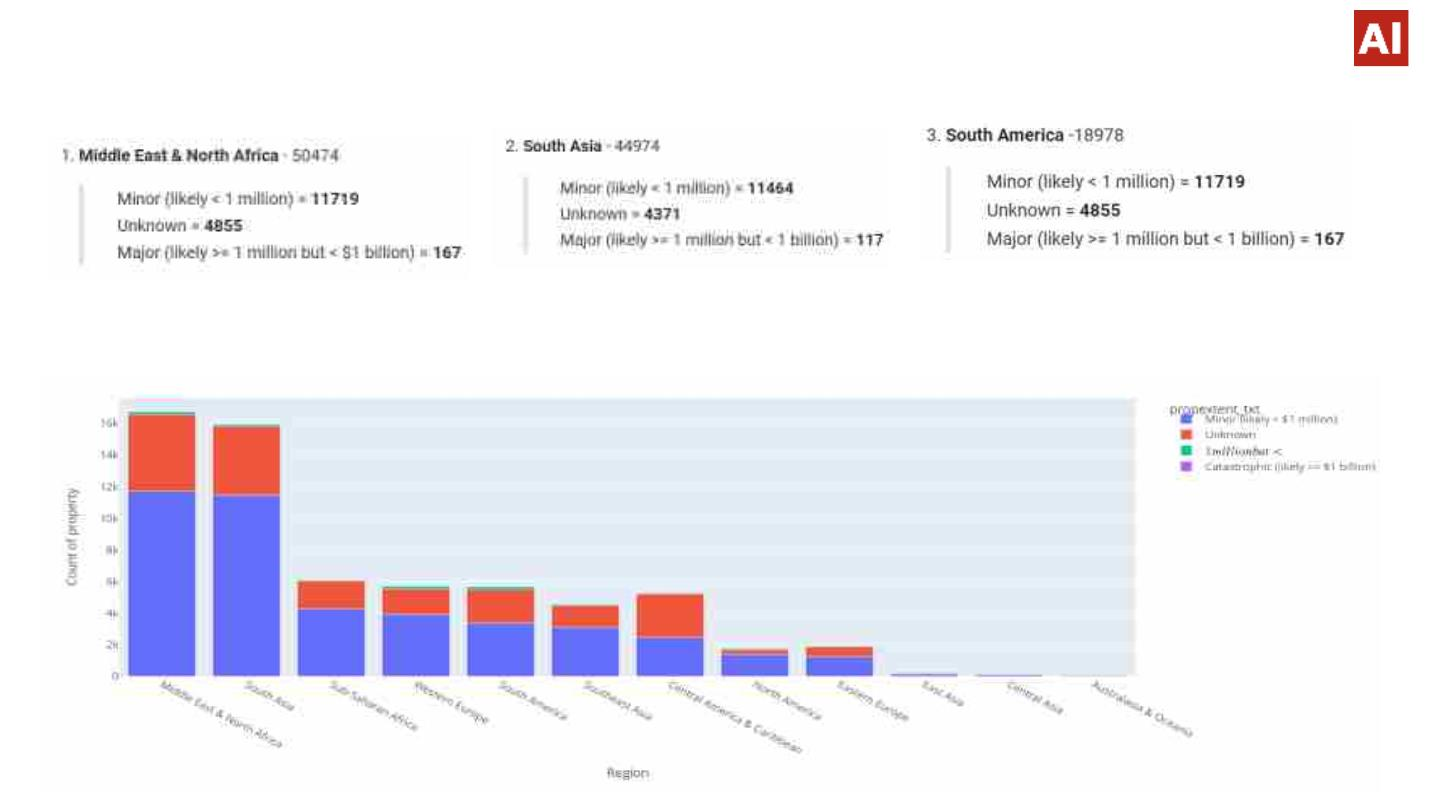 AI
1. Middle East & North Africa - 50474
Minor (likely < 1 million) = 11719
Unknown = 4855
Major (likely >= 1 million but < $1 billion) = 167
2. South Asia - 44974
Minor (likely < 1 million) = 11464
Unknown = 4371
Major (likely >= 1 million but < 1 billion) = 117
3. South America -18978
Minor (likely < 1 million) = 11719
Unknown = 4855
Major (likely >= 1 million but < 1 billion) = 167
propextent_txt
Minor (likely < $1 million)
Unknown
1millionbut <
Catastrophic (likely >= $1 billion)
Count of property
16k
14k
12k
10k
8k
6k
4k
2k
0
Middle East & North Africa
South Asia
Sub-Saharan Africa
Western Europe
South America
Southeast Asia
Central America & Caribbean
North America
Eastern Europe
East Asia
Central Asia
Australasia & Oceania
Region